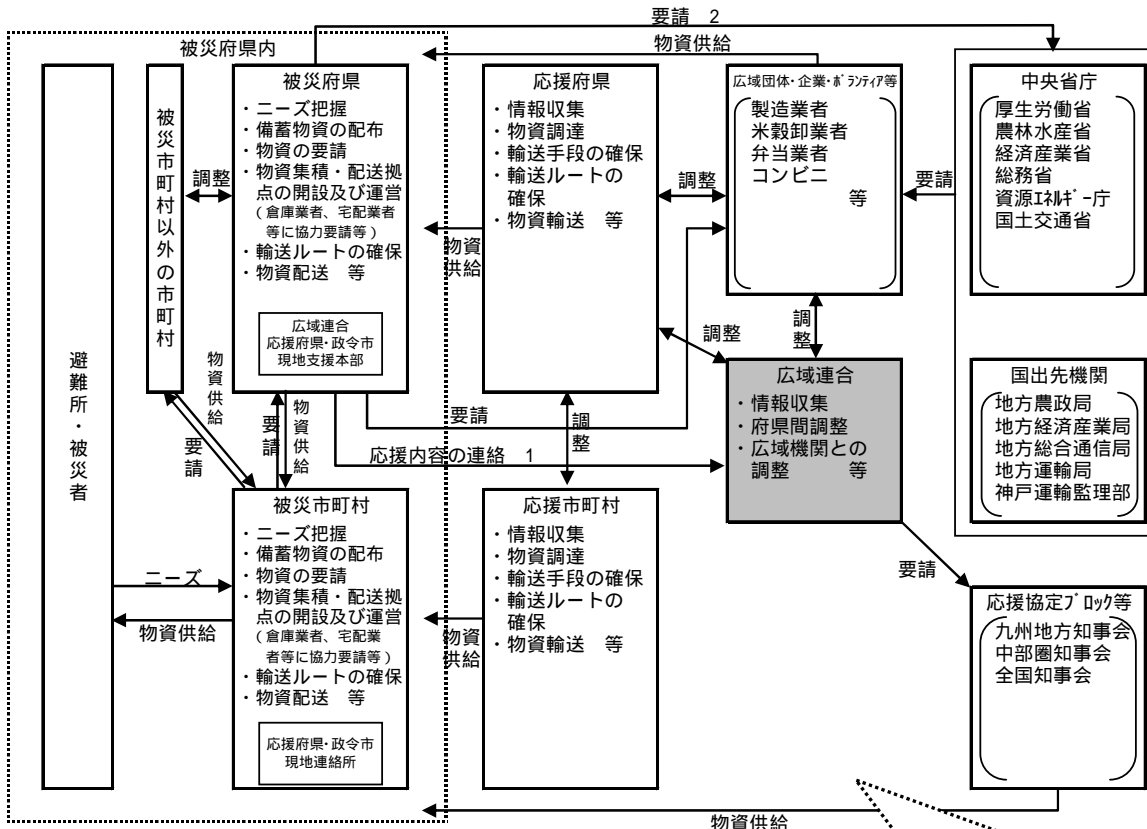 要請 2
物資供給
被災府県内
避難所・被災者
被災市町村以外の市町村
調整
被災府県
・ニーズ把握
・備蓄物資の配布
・物資の要請
・物資集積・配送拠
点の開設及び運営
(倉庫業者、宅配業者
等に協力要請等)
・輸送ルートの確保
・物資配送 等
広域連合
応援府県・政令市
現地支援本部
物資供給
応援府県
・情報収集
・物資調達
・輸送手段の確保
・輸送ルートの
確保
・物資輸送 等
調整
広域団体・企業・ボランティア等
製造業者
米穀卸業者
弁当業者
コンビニ
等
要請
中央省庁
厚生労働省
農林水産省
経済産業省
総務省
資源エネルギー庁
国土交通省
調整
調整
物資供給
要請
要請
物資供給
要請
応援内容の連絡 1
調整
広域連合
・情報収集
・府県間調整
・広域機関との
調整 等
国出先機関
地方農政局
地方経済産業局
地方総合通信局
地方運輸局
神戸運輸監理部
ニーズ
物資供給
被災市町村
・ニーズ把握
・備蓄物資の配布
・物資の要請
・物資集積・配送拠
点の開設及び運営
(倉庫業者、宅配業
者等に協力要請等)
・輸送ルートの確保
・物資配送 等
応援府県・政令市
現地連絡所
物資供給
応援市町村
・情報収集
・物資調達
・輸送手段の確保
・輸送ルートの
確保
・物資輸送 等
要請
応援協定ブロック等
九州地方知事会
中部圏知事会
全国知事会
物資供給